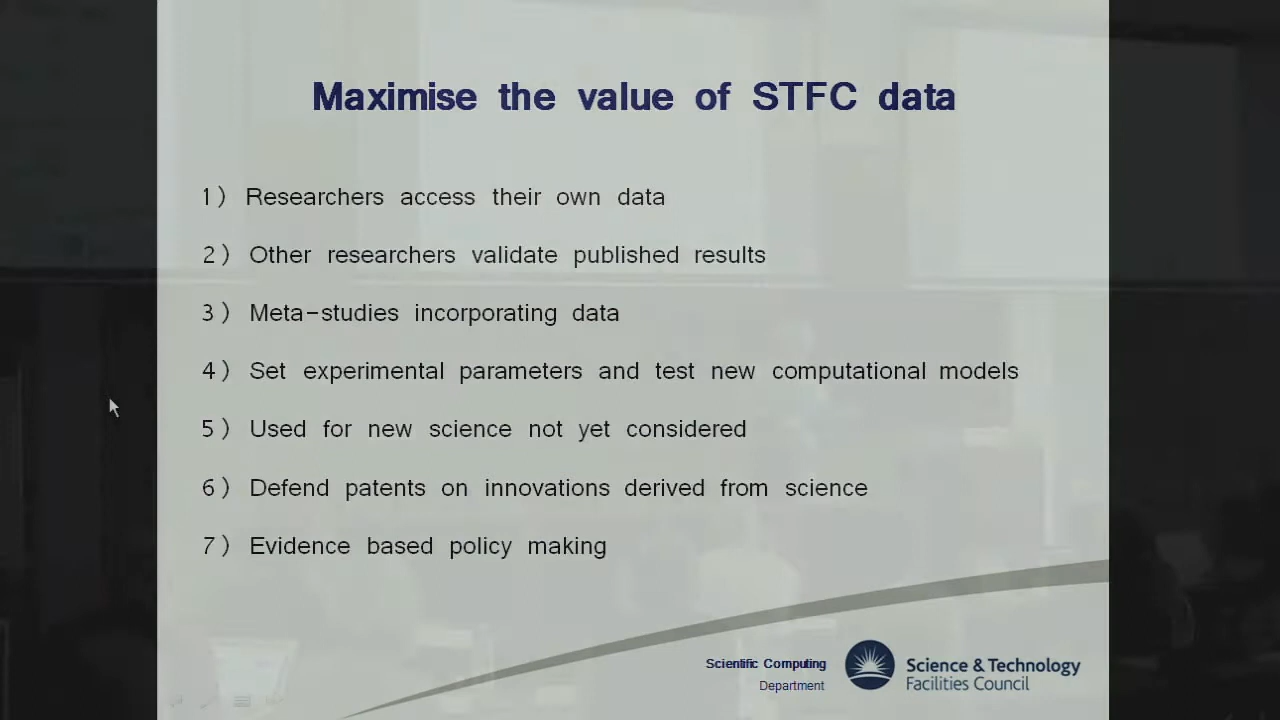 Maximise the value of STFC data
1) Researchers access their own data
2) Other researchers validate published results
3) Meta-studies incorporating data
4) Set experimental parameters and test new computational models
5) Used for new science not yet considered
6) Defend patents on innovations derived from science
7) Evidence based policy making
Scientific Computing
Department
Science & Technology
Facilities Council